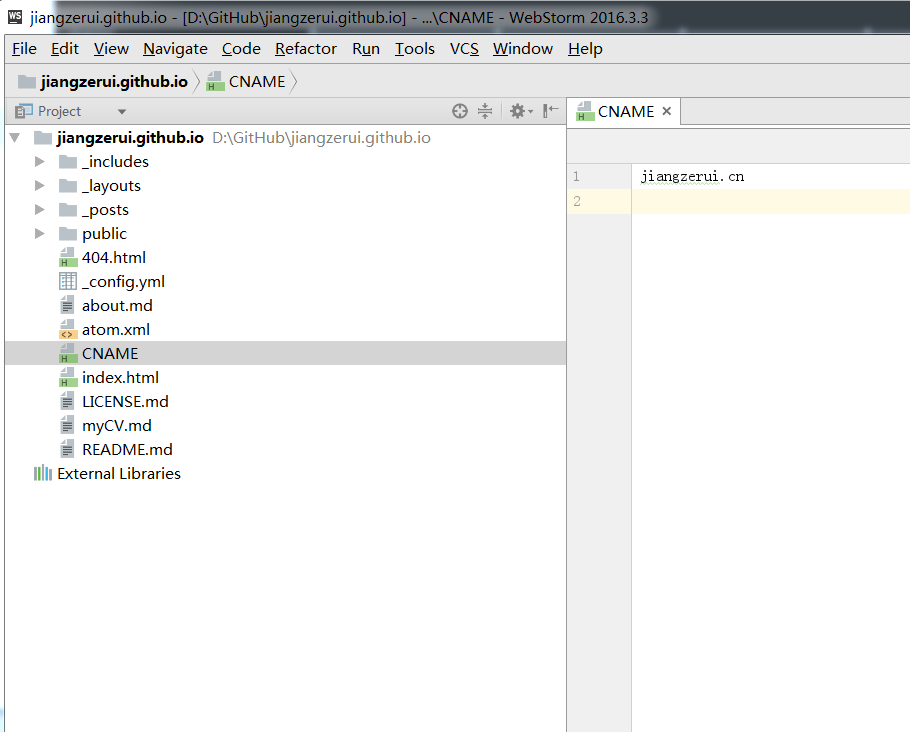 jiangzerui.github.io - [D:\GitHub\jiangzerui.github.io] - ...\CNAME - WebStorm 2016.3.3
File Edit View Navigate Code Refactor Run Tools VCS Window Help
jiangzerui.github.io CNAME
Project
CNAME
jiangzerui.github.io D:\GitHub\jiangzerui.github.io
_includes
_layouts
_posts
public
404.html
_config.yml
about.md
atom.xml
CNAME
index.html
LICENSE.md
myCV.md
README.md
External Libraries
1 jiangzerui.cn
2